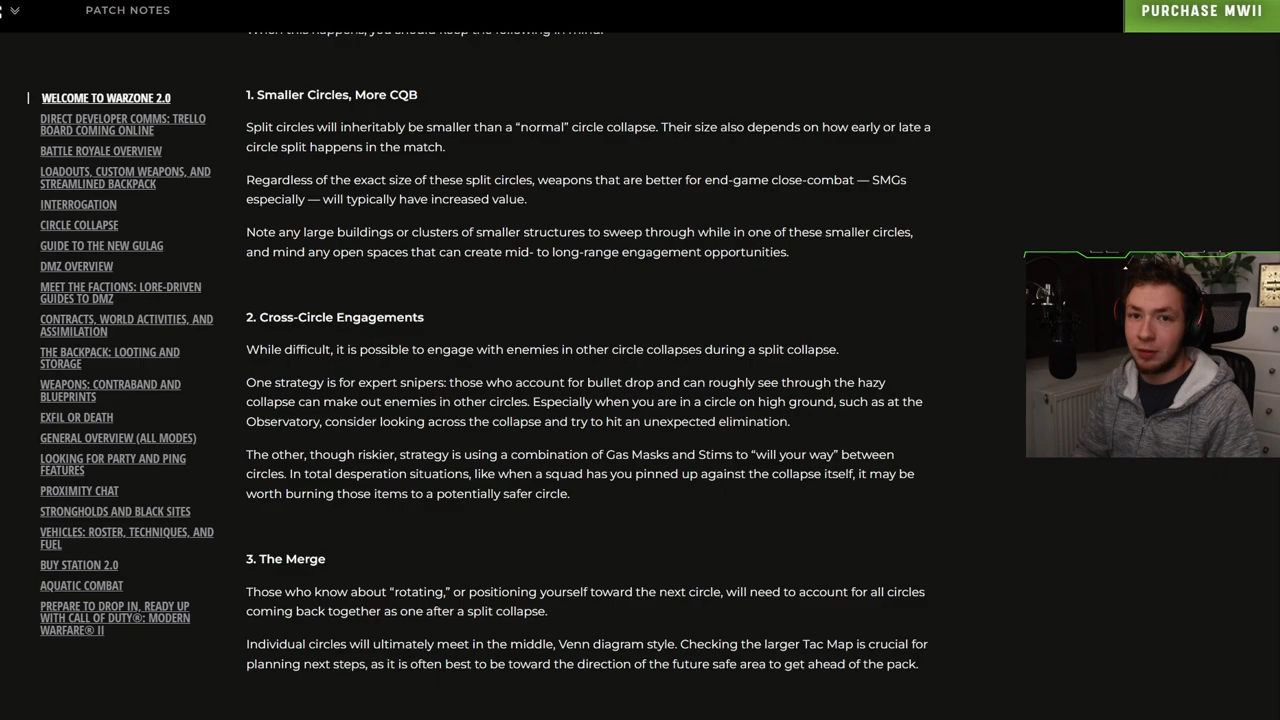 PATCH NOTES
PURCHASE MWII
When this happens, you should keep the following in mind:
WELCOME TO WARZONE 2.0
DIRECT DEVELOPER COMMS: TRELLO
BOARD COMING ONLINE
BATTLE ROYALE OVERVIEW
LOADOUTS, CUSTOM WEAPONS, AND
STREAMLINED BACKPACK
INTERROGATION
CIRCLE COLLAPSE
GUIDE TO THE NEW GULAG
DMZ OVERVIEW
MEET THE FACTIONS: LORE-DRIVEN
GUIDES TO DMZ
CONTRACTS, WORLD ACTIVITIES, AND
ASSIMILATION
THE BACKPACK: LOOTING AND
STORAGE
WEAPONS: CONTRABAND AND
BLUEPRINTS
EXFIL OR DEATH
GENERAL OVERVIEW (ALL MODES)
LOOKING FOR PARTY AND PING
FEATURES
PROXIMITY CHAT
STRONGHOLDS AND BLACK SITES
VEHICLES: ROSTER, TECHNIQUES, AND
FUEL
BUY STATION 2.0
AQUATIC COMBAT
PREPARE TO DROP IN, READY UP
WITH CALL OF DUTY®: MODERN
WARFARE® II
1. Smaller Circles, More CQB
Split circles will inheritably be smaller than a “normal” circle collapse. Their size also depends on how early or late a
circle split happens in the match.
Regardless of the exact size of these split circles, weapons that are better for end-game close-combat — SMGs
especially — will typically have increased value.
Note any large buildings or clusters of smaller structures to sweep through while in one of these smaller circles,
and mind any open spaces that can create mid- to long-range engagement opportunities.
2. Cross-Circle Engagements
While difficult, it is possible to engage with enemies in other circle collapses during a split collapse.
One strategy is for expert snipers: those who account for bullet drop and can roughly see through the hazy
collapse can make out enemies in other circles. Especially when you are in a circle on high ground, such as at the
Observatory, consider looking across the collapse and try to hit an unexpected elimination.
The other, though riskier, strategy is using a combination of Gas Masks and Stims to “will your way” between
circles. In total desperation situations, like when a squad has you pinned up against the collapse itself, it may be
worth burning those items to a potentially safer circle.
3. The Merge
Those who know about “rotating,” or positioning yourself toward the next circle, will need to account for all circles
coming back together as one after a split collapse.
Individual circles will ultimately meet in the middle, Venn diagram style. Checking the larger Tac Map is crucial for
planning next steps, as it is often best to be toward the direction of the future safe area to get ahead of the pack.